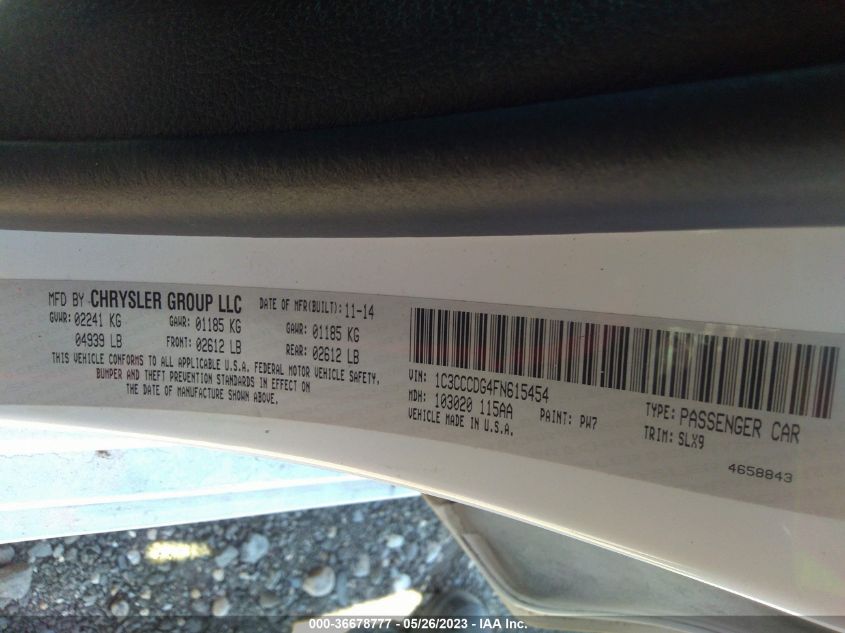 MFD BY CHRYSLER GROUP LLC
DATE OF MFR(BUILT): 11-14
GVWR: 02241 KG
GAWR: 01185 KG
GAWR: 01185 KG
04939 LB
FRONT: 02612 LB
REAR: 02612 LB
THIS VEHICLE CONFORMS TO ALL APPLICABLE U.S.A. FEDERAL MOTOR VEHICLE SAFETY,
BUMPER AND THEFT PREVENTION STANDARDS IN EFFECT ON
THE DATE OF MANUFACTURE SHOWN ABOVE.
VIN: 1C3CCCDG4FN615454
TYPE: PASSENGER CAR
MDH: 103020 115AA
PAINT: PW7
TRIM: SLX9
VEHICLE MADE IN U.S.A.
4658843
000-36678777 - 05/26/2023 - IAA Inc.